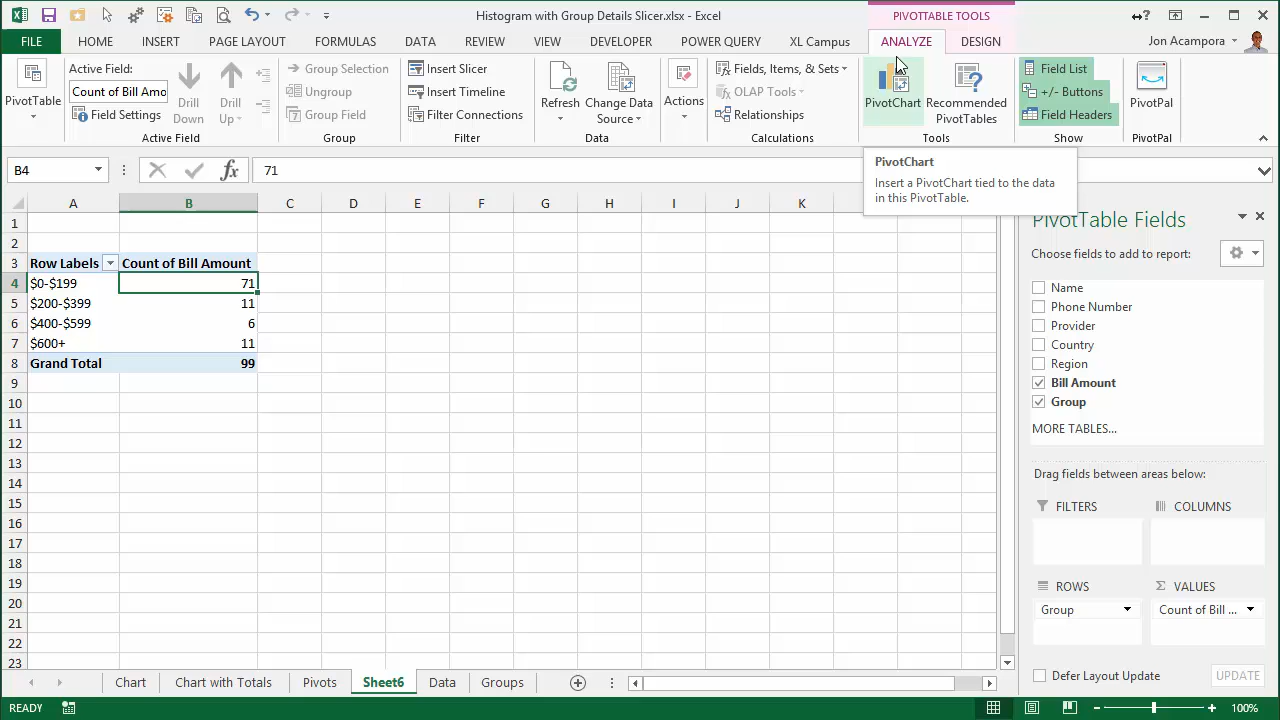 Histogram with Group Details Slicer.xlsx - Excel
PIVOTTABLE TOOLS
FILE HOME INSERT PAGE LAYOUT FORMULAS DATA REVIEW VIEW DEVELOPER POWERQUERY XL Campus ANALYZE DESIGN Jon Acampora
PivotTable
Active Field:
Count of Bill Amo
Field Settings
Drill Down
Drill Up
Active Field
Group Selection
Ungroup
Group Field
Group
Insert Slicer
Insert Timeline
Filter Connections
Filter
Refresh
Change Data Source
Data
Actions
Fields, Items, & Sets
OLAP Tools
Relationships
Calculations
PivotChart
Recommended PivotTables
Tools
Field List
+/- Buttons
Field Headers
Show
PivotPal
PivotPal
B4
fx
71
PivotChart
Insert a PivotChart tied to the data
in this PivotTable.
A B C D E F G H I J K
1
2
3 Row Labels Count of Bill Amount
4 $0-$199 71
5 $200-$399 11
6 $400-$599 6
7 $600+ 11
8 Grand Total 99
9
10
11
12
13
14
15
16
17
18
19
20
21
22
23
PivotTable Fields
Choose fields to add to report:
Name
Phone Number
Provider
Country
Region
Bill Amount
Group
MORE TABLES...
Drag fields between areas below:
FILTERS COLUMNS
ROWS VALUES
Group Count of Bill ...
Defer Layout Update UPDATE
Chart Chart with Totals Pivots Sheet6 Data Groups
READY
100%